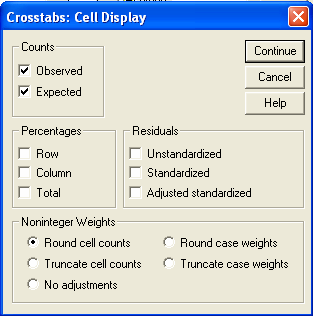 Crosstabs: Cell Display
Counts
Observed
Expected
Continue
Cancel
Help
Percentages
Row
Column
Total
Residuals
Unstandardized
Standardized
Adjusted standardized
Noninteger Weights
Round cell counts
Round case weights
Truncate cell counts
Truncate case weights
No adjustments